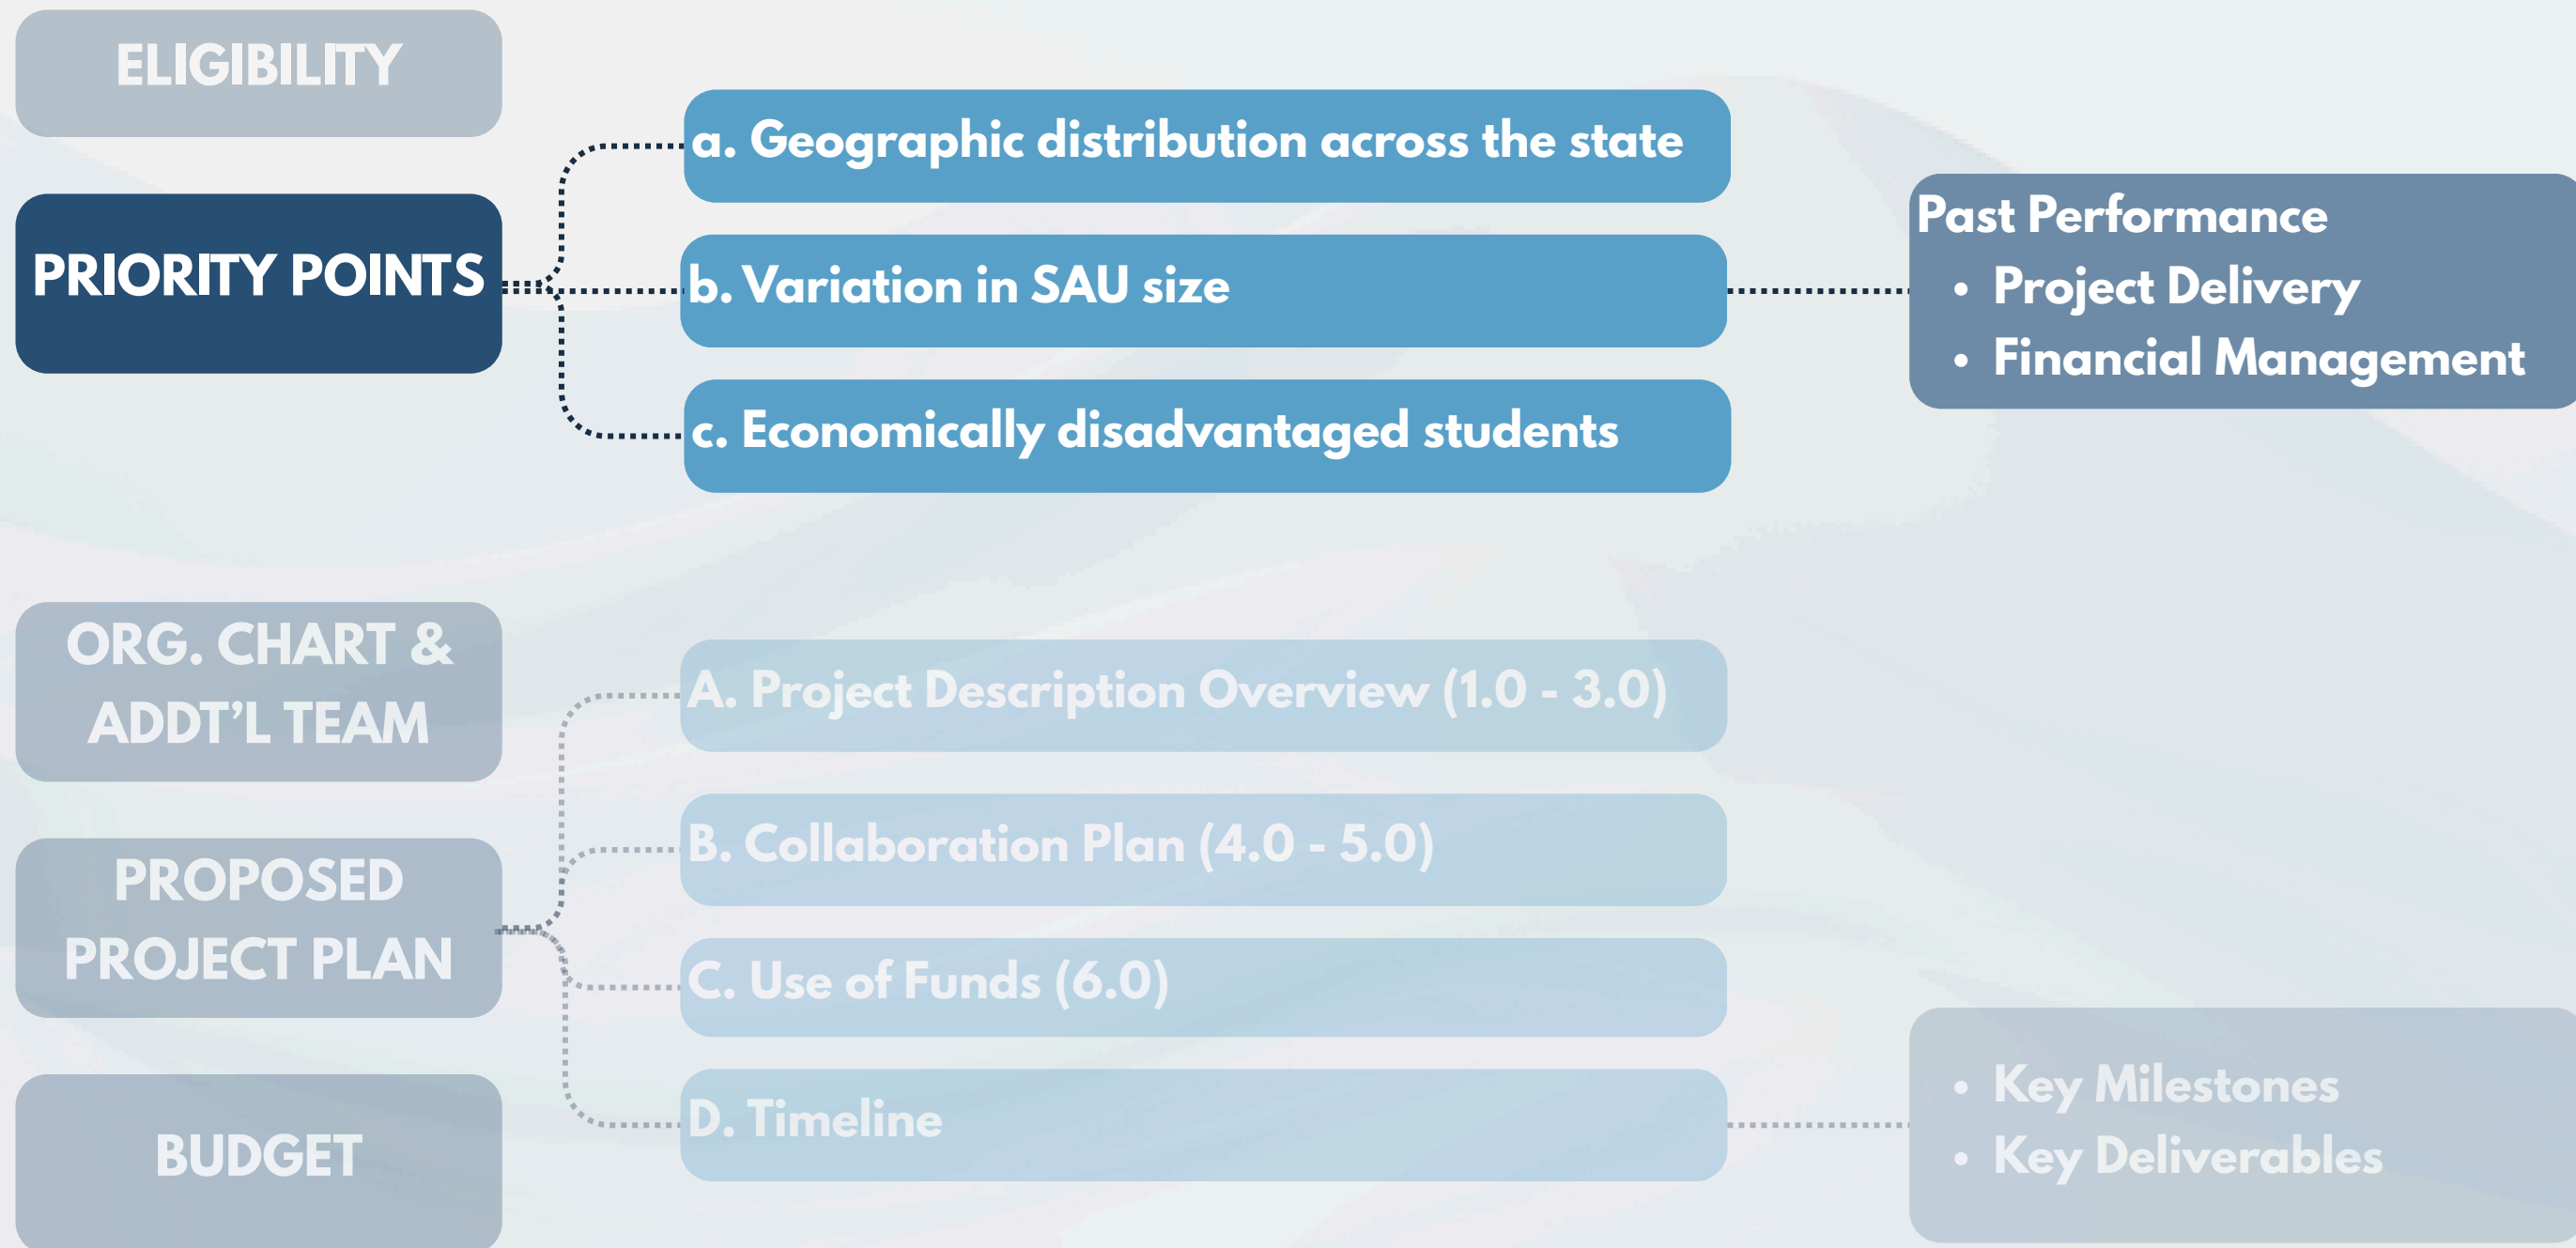 ELIGIBILITY
PRIORITY POINTS
a. Geographic distribution across the state
b. Variation in SAU size
c. Economically disadvantaged students
Past Performance
• Project Delivery
• Financial Management
ORG. CHART &
ADDT’L TEAM
PROPOSED
PROJECT PLAN
A. Project Description Overview (1.0 - 3.0)
B. Collaboration Plan (4.0 - 5.0)
C. Use of Funds (6.0)
D. Timeline
• Key Milestones
• Key Deliverables
BUDGET